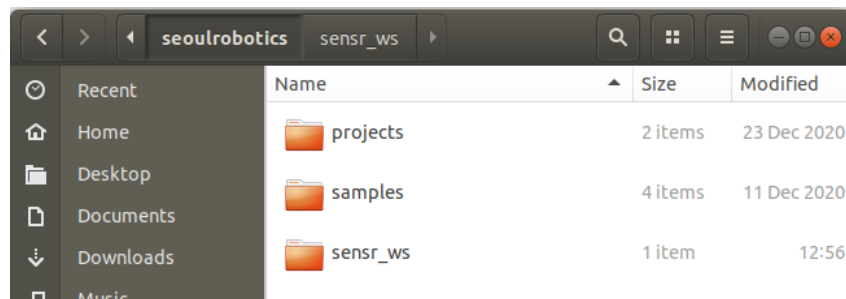 seoulrobotics sensr_ws
Recent
Home
Desktop
Documents
Downloads
Music
Name Size Modified
projects 2 items 23 Dec 2020
samples 4 items 11 Dec 2020
sensr_ws 1 item 12:56